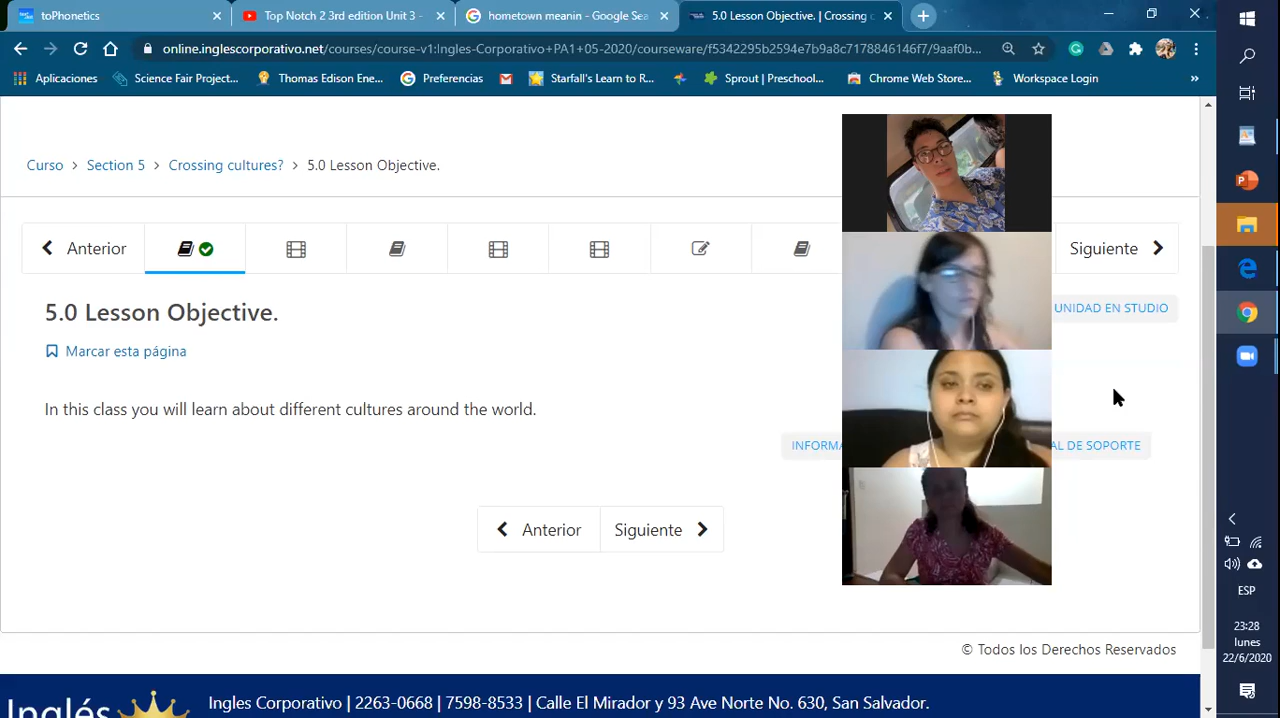 toPhonetics
Top Notch 2 3rd edition Unit 3 -
hometown meanin - Google Sea
5.0 Lesson Objective. | Crossing c
online.inglescorporativo.net/courses/course-v1:Ingles-Corporativo+PA1+05-2020/courseware/f5342295b2594e7b9a8c7178846146f7/9aaf0b...
Aplicaciones
Science Fair Project...
Thomas Edison Ene...
Preferencias
Starfall's Learn to R...
Sprout | Preschool...
Chrome Web Store...
Workspace Login
»
Curso > Section 5 > Crossing cultures? > 5.0 Lesson Objective.
Anterior
Siguiente
5.0 Lesson Objective.
UNIDAD EN STUDIO
Marcar esta página
In this class you will learn about different cultures around the world.
INFORMA
AL DE SOPORTE
Anterior
Siguiente
© Todos los Derechos Reservados
Inglés
Ingles Corporativo | 2263-0668 | 7598-8533 | Calle El Mirador y 93 Ave Norte No. 630, San Salvador.
ESP
23:28
lunes
22/6/2020